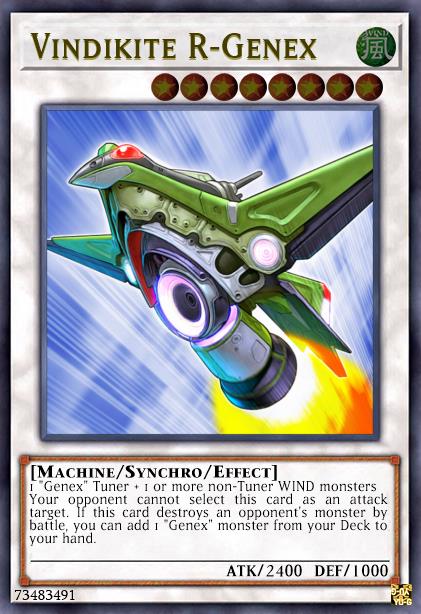 VINDIKITE R-GENEX
WIND
風
[MACHINE/SYNCHRO/EFFECT]
1 "Genex" Tuner + 1 or more non-Tuner WIND monsters
Your opponent cannot select this card as an attack
target. If this card destroys an opponent's monster by
battle, you can add 1 "Genex" monster from your Deck to
your hand.
ATK/2400 DEF/1000
73483491